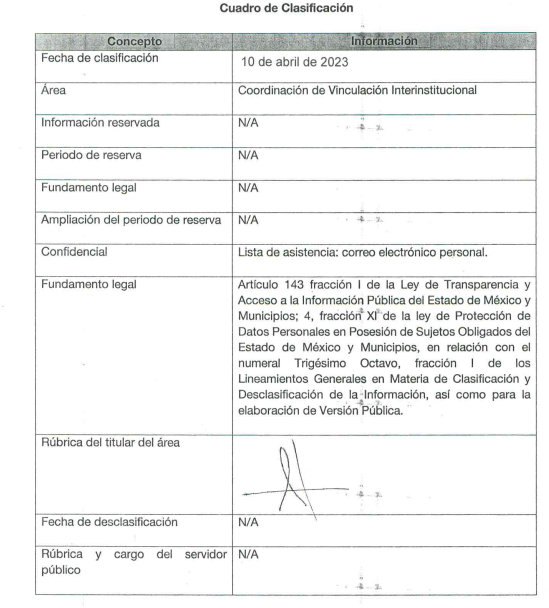 Cuadro de Clasificación
Concepto Información
Fecha de clasificación 10 de abril de 2023
Área Coordinación de Vinculación Interinstitucional
Información reservada N/A
Periodo de reserva N/A
Fundamento legal N/A
Ampliación del periodo de reserva N/A
Confidencial Lista de asistencia: correo electrónico personal.
Fundamento legal Artículo 143 fracción I de la Ley de Transparencia y
Acceso a la Información Pública del Estado de México y
Municipios; 4, fracción XI de la ley de Protección de
Datos Personales en Posesión de Sujetos Obligados del
Estado de México y Municipios, en relación con el
numeral Trigésimo Octavo, fracción I de los
Lineamientos Generales en Materia de Clasificación y
Desclasificación de la Información, así como para la
elaboración de Versión Pública.
Rúbrica del titular del área
Fecha de desclasificación N/A
Rúbrica y cargo del servidor N/A
público